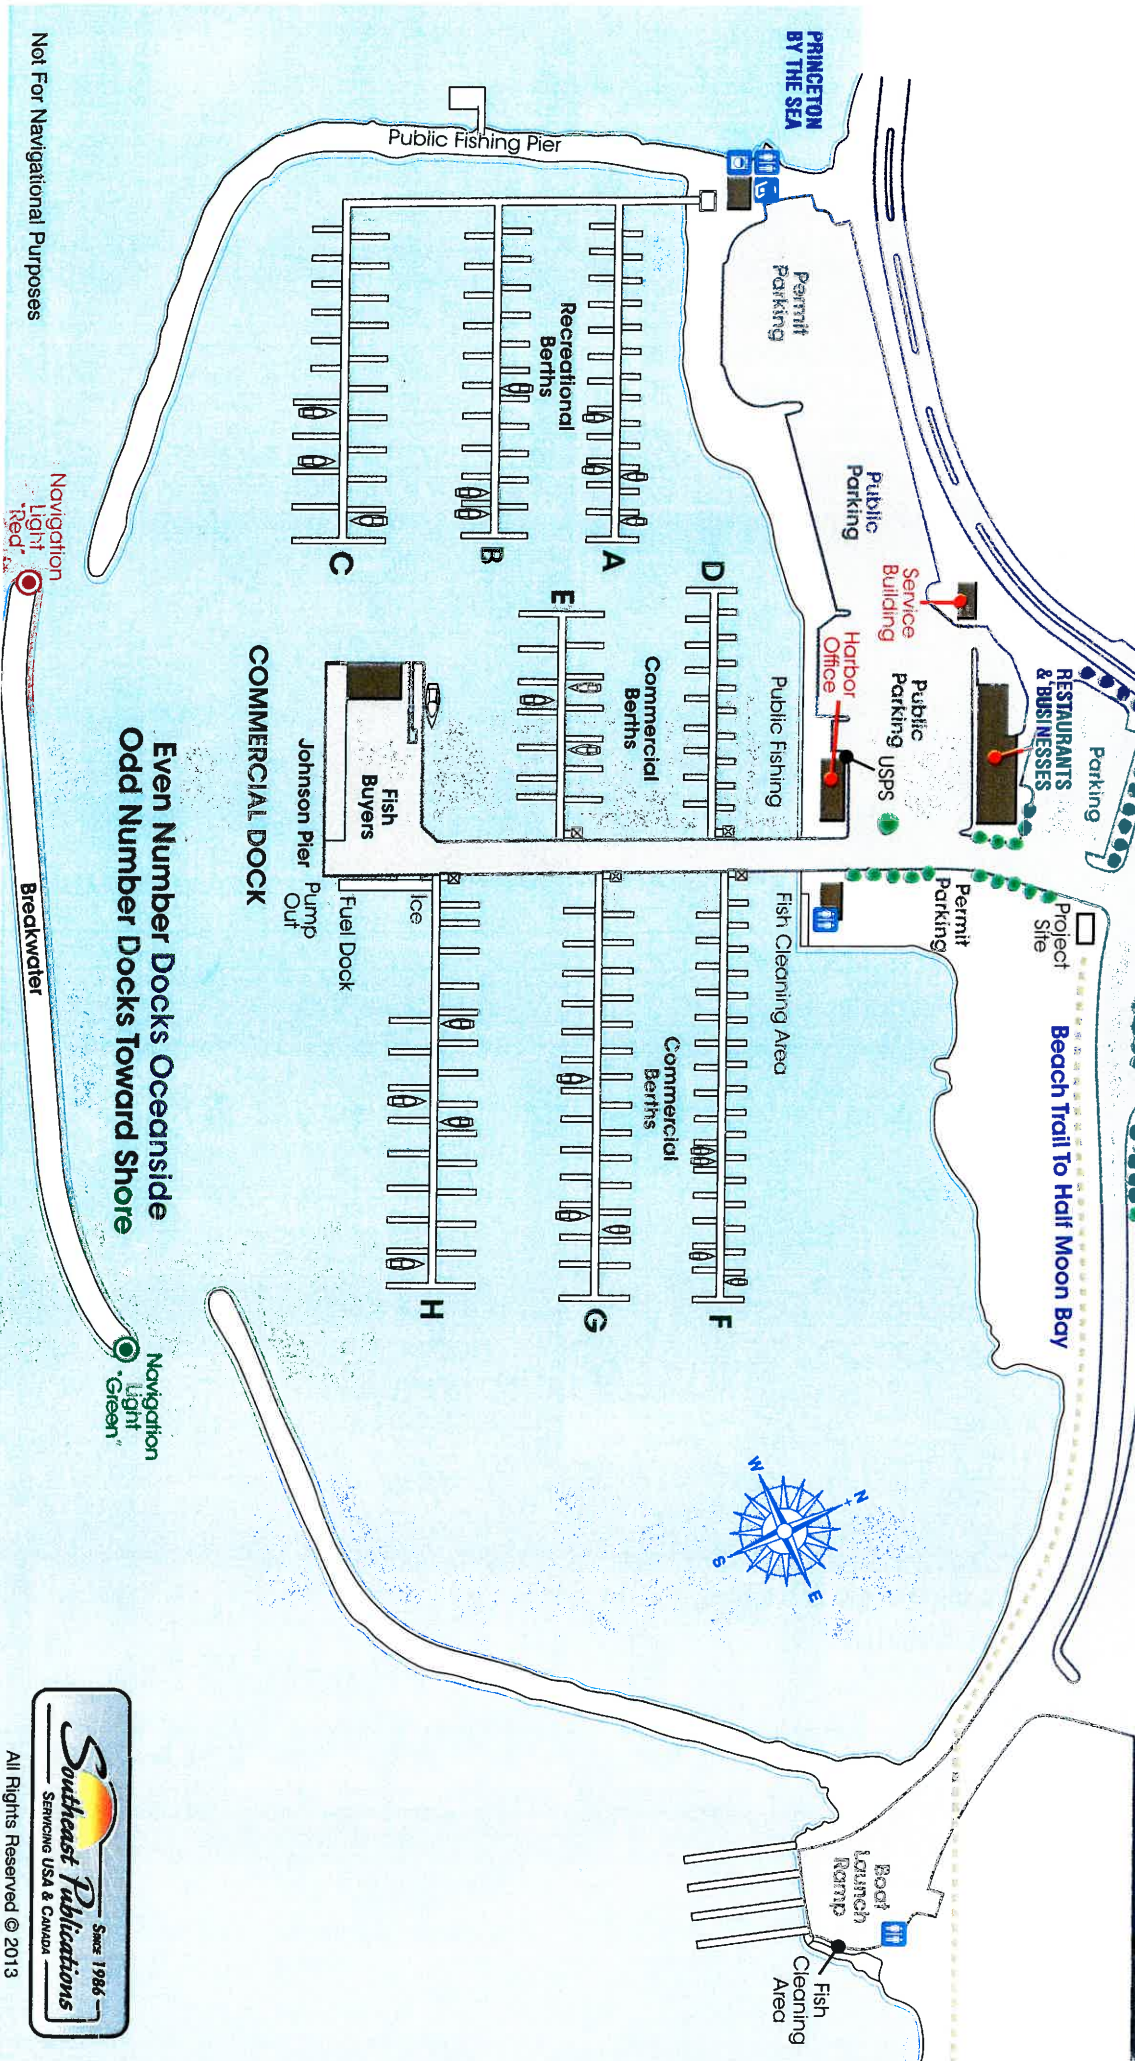 PRINCETON
BY THE SEA
Public Fishing Pier
Not For Navigational Purposes
Permit
Parking
Public
Parking
Service
Building
Harbor
Office
Public
Parking
USPS
RESTAURANTS
& BUSINESSES
Parking
Permit
Parking
Project
Site
Beach Trail To Half Moon Bay
Recreational
Berths
A
B
C
D
E
Commercial
Berths
Public Fishing
Fish Cleaning Area
Commercial
Berths
F
G
H
Fish
Buyers
Johnson Pier
Ice
Fuel Dock
Pump
Out
COMMERCIAL DOCK
Even Number Docks Oceanside
Odd Number Docks Toward Shore
Navigation
Light
"Red"
Breakwater
Navigation
Light
"Green"
N
E
S
W
Boat
Launch
Ramp
Fish
Cleaning
Area
SINCE 1986
Southeast Publications
SERVICING USA & CANADA
All Rights Reserved © 2013